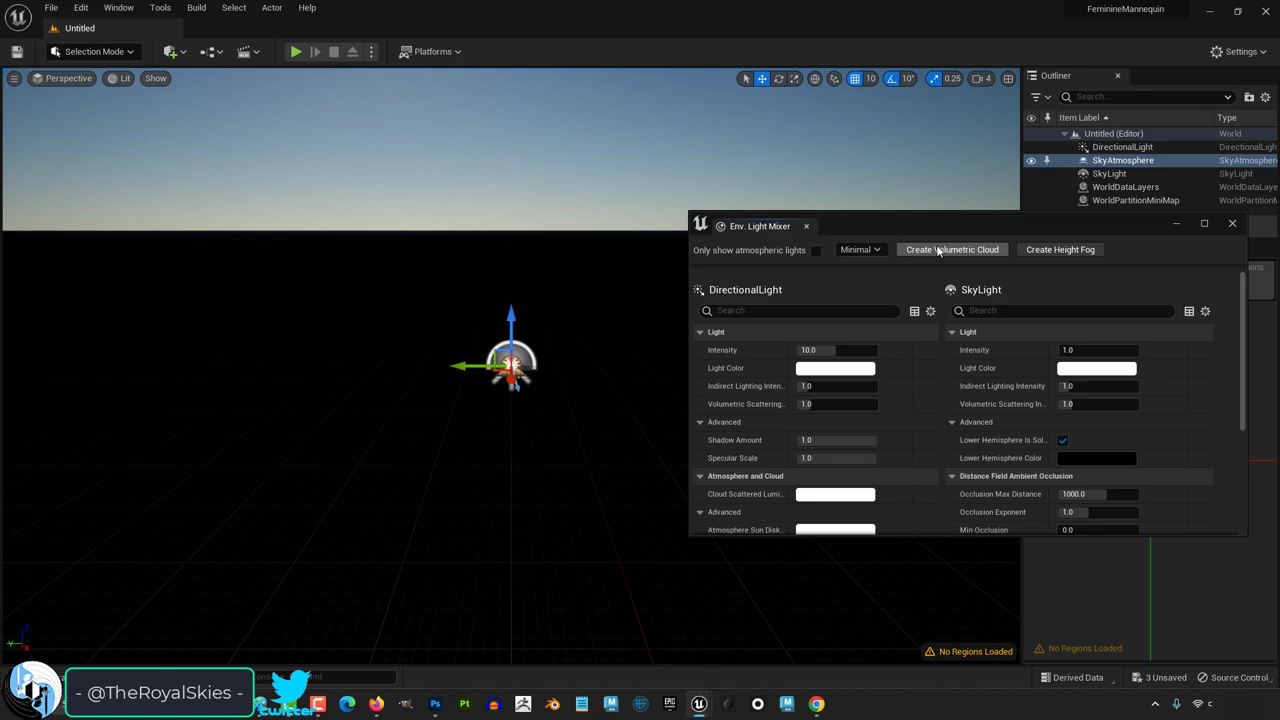 File Edit Window Tools Build Select Actor Help
FeminineMannequin
Untitled
Selection Mode
Platforms
Settings
Perspective Lit Show
10 10° 0.25 4
Outliner
Search...
Item Label Type
Untitled (Editor) World
DirectionalLight DirectionalLigh
SkyAtmosphere SkyAtmospher
SkyLight SkyLight
WorldDataLayers WorldDataLaye
WorldPartitionMiniMap WorldPartitionM
Env. Light Mixer
Only show atmospheric lights Minimal Create Volumetric Cloud Create Height Fog
DirectionalLight SkyLight
Search Search
Light Light
Intensity 10.0 Intensity 1.0
Light Color Light Color
Indirect Lighting Inten... 1.0 Indirect Lighting Intensity 1.0
Volumetric Scattering... 1.0 Volumetric Scattering In... 1.0
Advanced Advanced
Shadow Amount 1.0 Lower Hemisphere Is Sol...
Specular Scale 1.0 Lower Hemisphere Color
Atmosphere and Cloud Distance Field Ambient Occlusion
Cloud Scattered Lumi... Occlusion Max Distance 1000.0
Advanced Occlusion Exponent 1.0
Atmosphere Sun Disk... Min Occlusion 0.0
No Regions Loaded No Regions Loaded
Derived Data 3 Unsaved Source Control
- @TheRoyalSkies -
Twitter